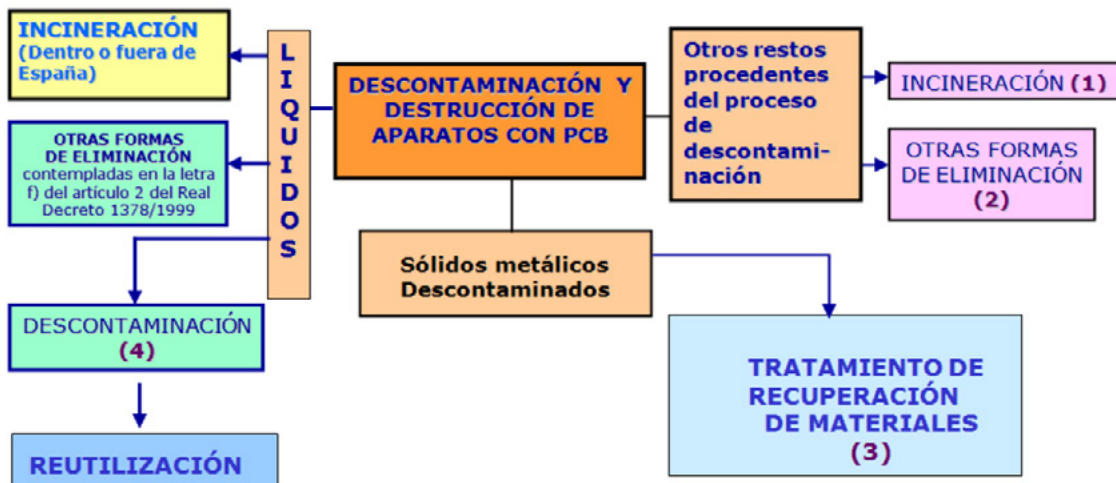 INCINERACIÓN
(Dentro o fuera de
España)
OTRAS FORMAS
DE ELIMINACIÓN
contempladas en la letra
f) del artículo 2 del Real
Decreto 1378/1999
DESCONTAMINACIÓN
(4)
REUTILIZACIÓN
L
I
Q
U
I
D
O
S
DESCONTAMINACIÓN Y
DESTRUCCIÓN DE
APARATOS CON PCB
Sólidos metálicos
Descontaminados
Otros restos
procedentes
del proceso
de
descontami-
nación
INCINERACIÓN (1)
OTRAS FORMAS
DE ELIMINACIÓN
(2)
TRATAMIENTO DE
RECUPERACIÓN
DE MATERIALES
(3)